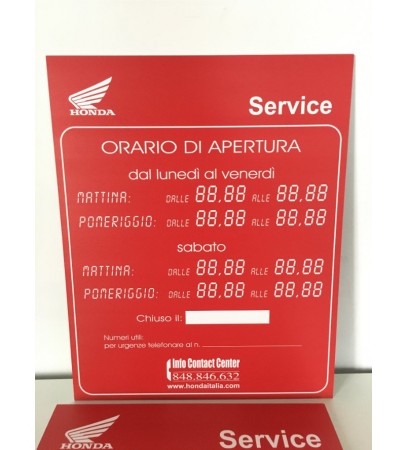 HONDA
Service
ORARIO DI APERTURA
dal lunedì al venerdì
MATTINA: DALLE 88,88 ALLE 88,88
POMERIGGIO: DALLE 88,88 ALLE 88,88
sabato
MATTINA: DALLE 88,88 ALLE 88,88
POMERIGGIO: DALLE 88,88 ALLE 88,88
Chiuso il:
Numeri utili:
per urgenze telefonare al n.
Info Contact Center
848.846.632
www.hondaitalia.com
HONDA
Service